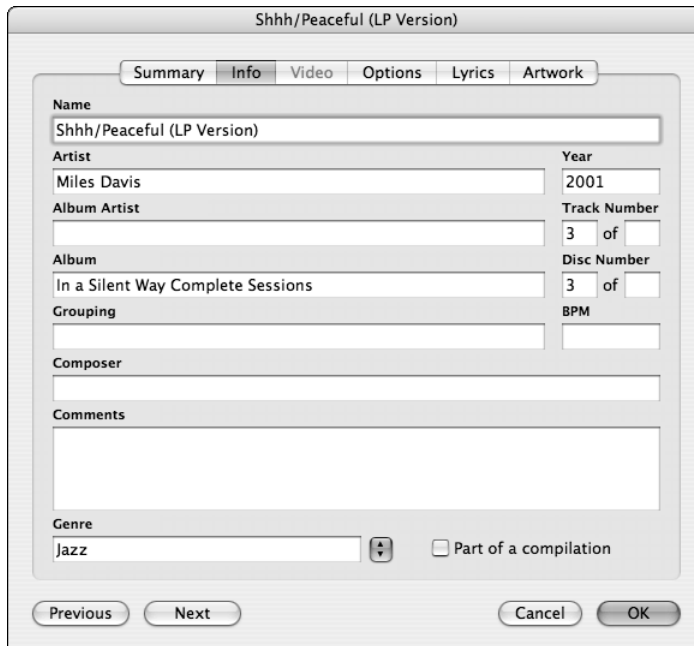 Shhh/Peaceful (LP Version)
Summary Info Video Options Lyrics Artwork
Name
Shhh/Peaceful (LP Version)
Artist Year
Miles Davis 2001
Album Artist Track Number
3 of
Album Disc Number
In a Silent Way Complete Sessions 3 of
Grouping BPM
Composer
Comments
Genre
Jazz Part of a compilation
Previous Next Cancel OK